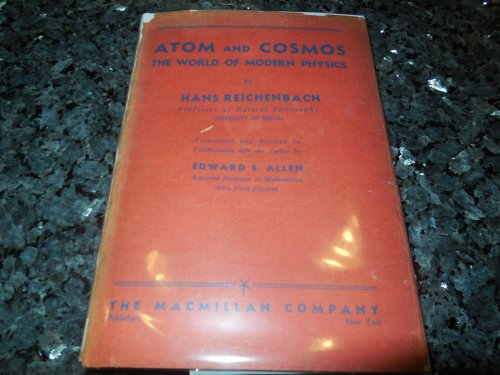 ATOM AND COSMOS
THE WORLD OF MODERN PHYSICS
by
HANS REICHENBACH
Professor of Natural Philosophy
UNIVERSITY OF BERLIN
Translated and Revised in
Collaboration with the Author by
EDWARD S. ALLEN
Associate Professor of Mathematics
IOWA STATE COLLEGE
THE MACMILLAN COMPANY
Publishers New York